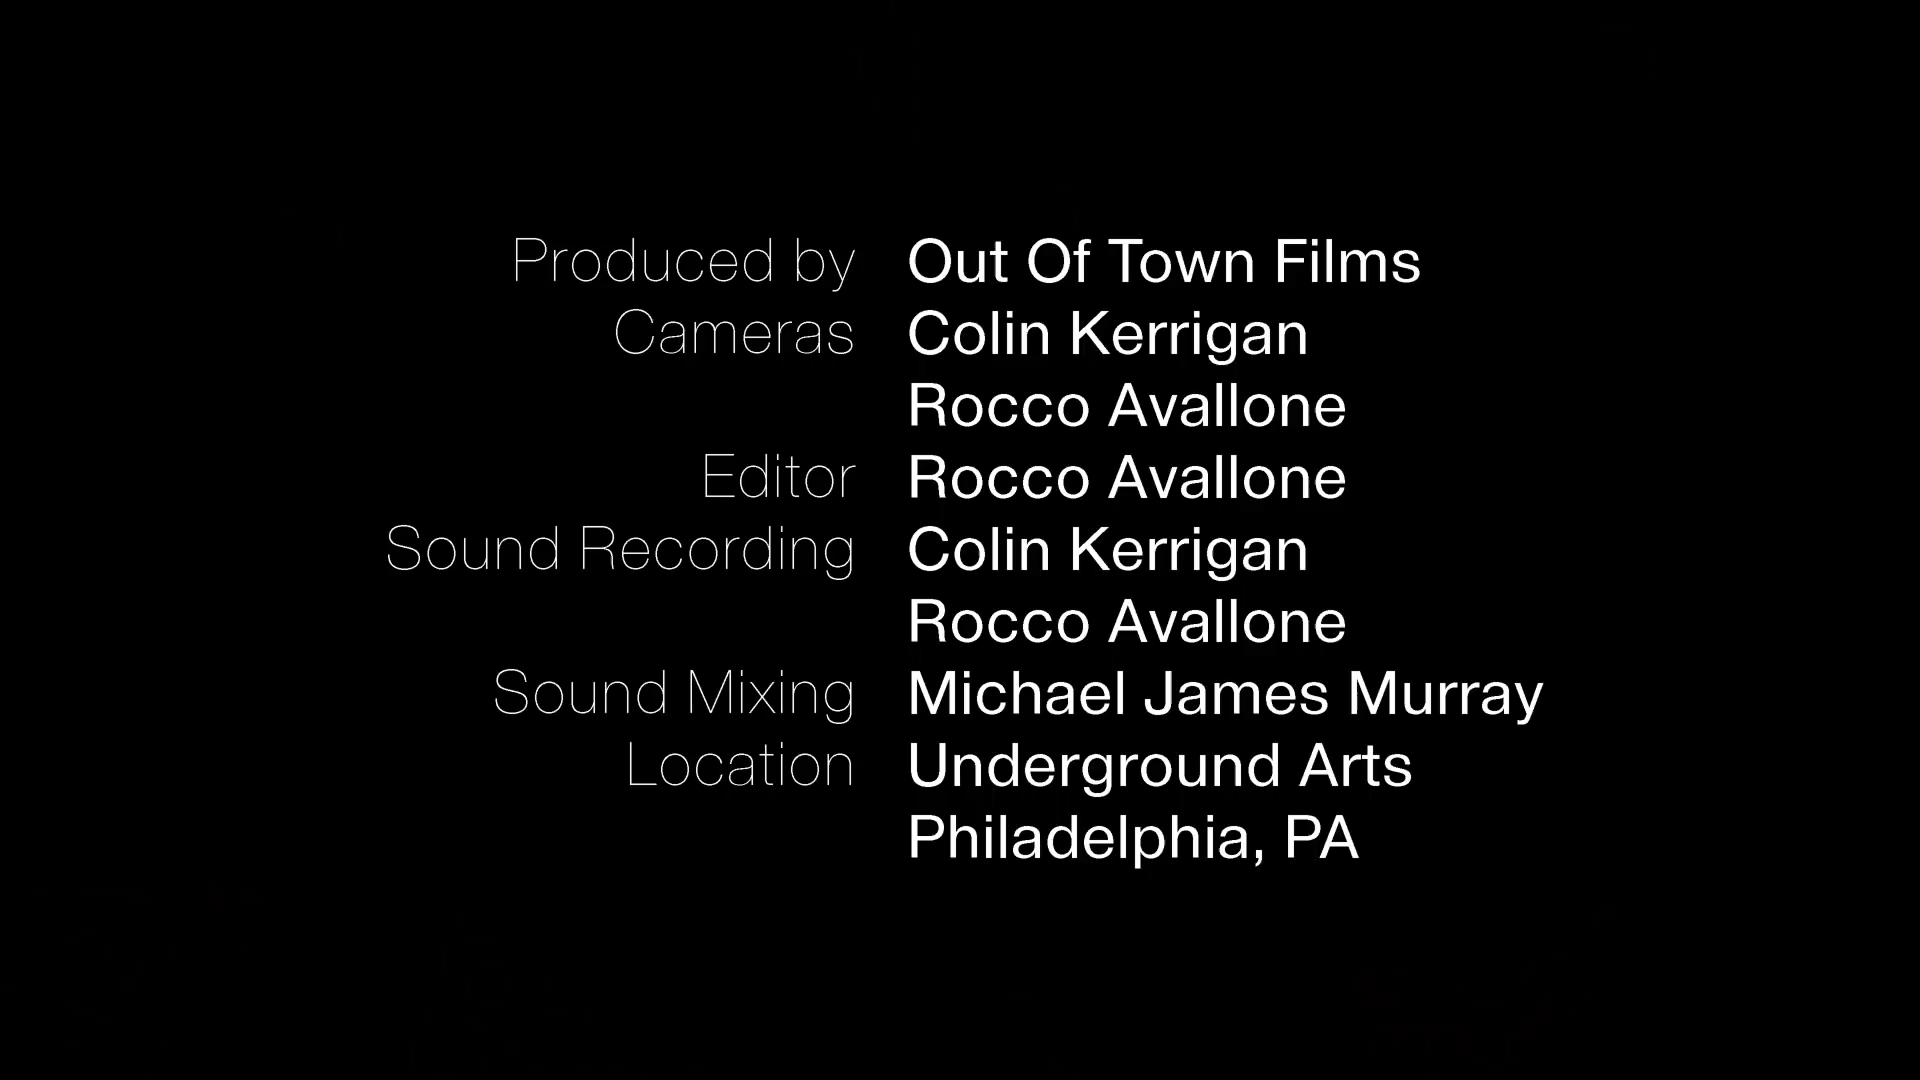 Produced by Out Of Town Films
Cameras Colin Kerrigan
Rocco Avallone
Editor Rocco Avallone
Sound Recording Colin Kerrigan
Rocco Avallone
Sound Mixing Michael James Murray
Location Underground Arts
Philadelphia, PA